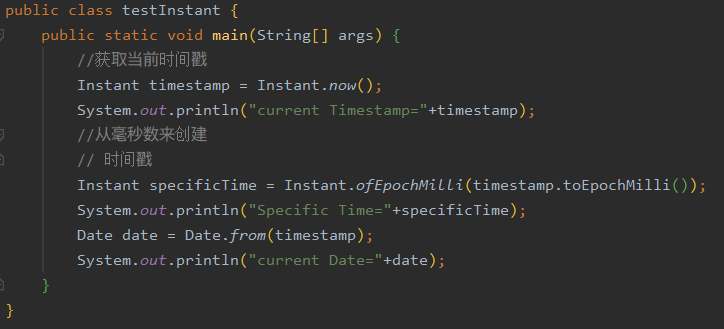 public class testInstant {
    public static void main(String[] args) {
        //获取当前时间戳
        Instant timestamp = Instant.now();
        System.out.println("current Timestamp="+timestamp);
        //从毫秒数来创建
        // 时间戳
        Instant specificTime = Instant.ofEpochMilli(timestamp.toEpochMilli());
        System.out.println("Specific Time="+specificTime);
        Date date = Date.from(timestamp);
        System.out.println("current Date="+date);
    }
}